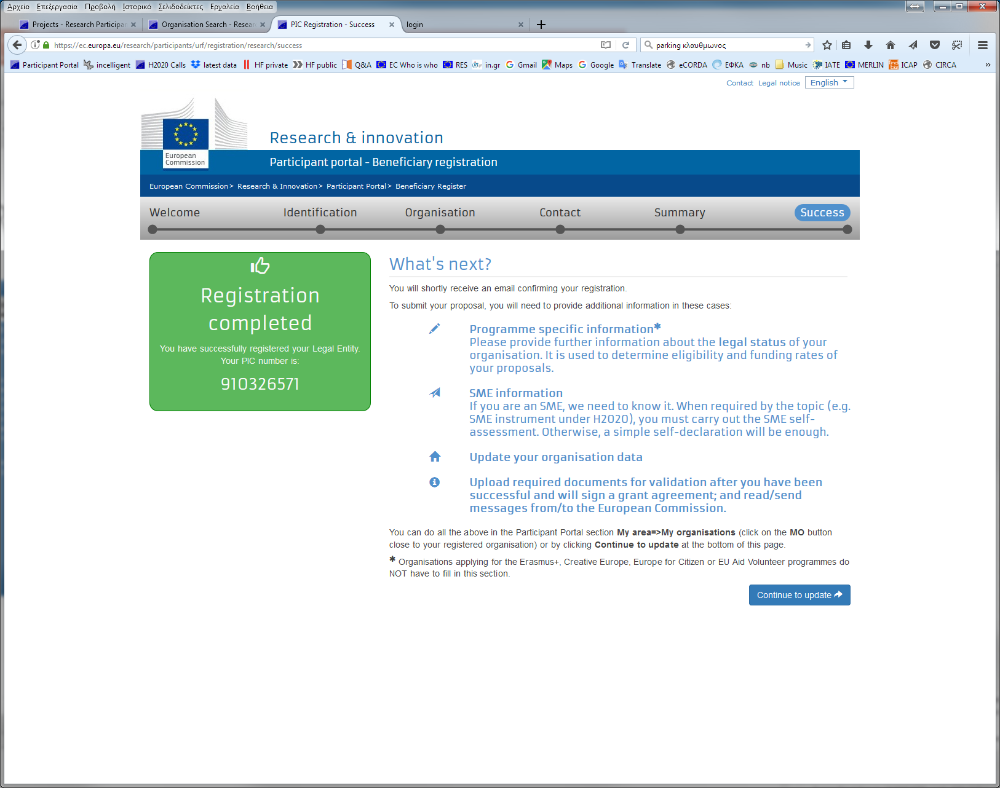 Αρχείο Επεξεργασία Προβολή Ιστορικό Σελιδοδείκτες Εργαλεία Βοήθεια
Projects - Research Participan Organisation Search - Resear PIC Registration - Success login
https://ec.europa.eu/research/participants/urf/registration/research/success parking κλαυθμωνος
Participant Portal incelligent H2020 Calls latest data HF private HF public Q&A EC Who is who RES in.gr Gmail Maps Google Translate eCORDA ΕΦΚΑ nb Music IATE MERLIN ICAP CIRCA
Contact Legal notice English
Research & innovation
European
Commission
Participant portal - Beneficiary registration
European Commission> Research & Innovation> Participant Portal> Beneficiary Register
Welcome Identification Organisation Contact Summary Success
Registration
completed
You have successfully registered your Legal Entity.
Your PIC number is:
910326571
What's next?
You will shortly receive an email confirming your registration.
To submit your proposal, you will need to provide additional information in these cases:
Programme specific information*
Please provide further information about the legal status of your
organisation. It is used to determine eligibility and funding rates of
your proposals.
SME information
If you are an SME, we need to know it. When required by the topic (e.g.
SME instrument under H2020), you must carry out the SME self-
assessment. Otherwise, a simple self-declaration will be enough.
Update your organisation data
Upload required documents for validation after you have been
successful and will sign a grant agreement; and read/send
messages from/to the European Commission.
You can do all the above in the Participant Portal section My area=>My organisations (click on the MO button
close to your registered organisation) or by clicking Continue to update at the bottom of this page.
* Organisations applying for the Erasmus+, Creative Europe, Europe for Citizen or EU Aid Volunteer programmes do
NOT have to fill in this section.
Continue to update